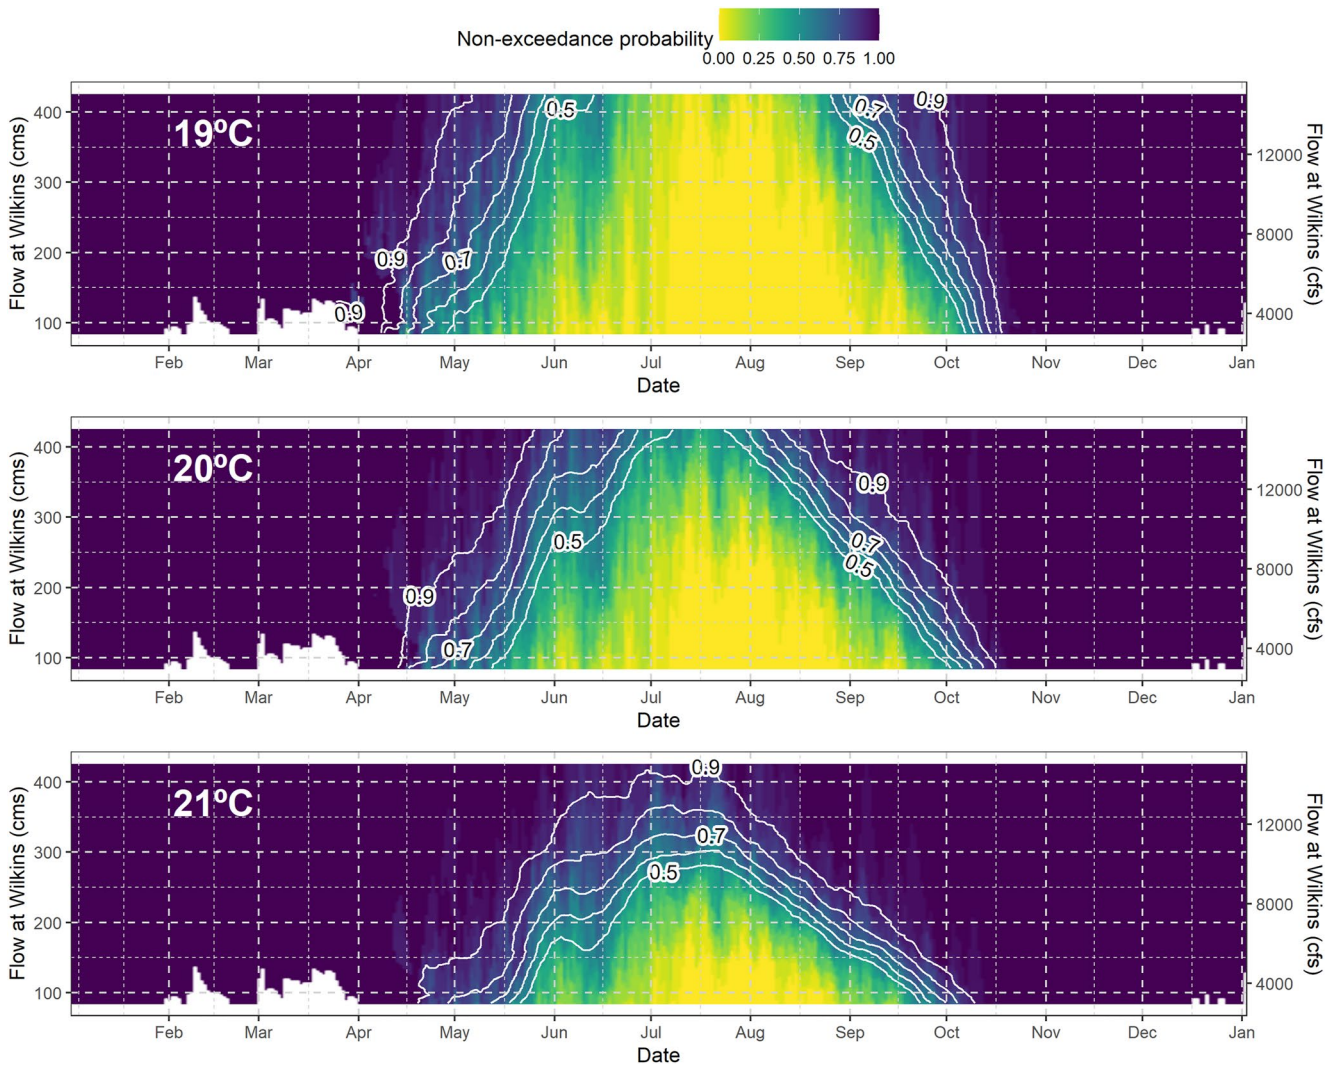 Non-exceedance probability
0.00 0.25 0.50 0.75 1.00
19ºC
Flow at Wilkins (cms)
400
300
200
100
0.9
0.9
0.7
0.5
0.7
0.5
0.9
12000
8000
4000
Flow at Wilkins (cfs)
Feb Mar Apr May Jun Jul Aug Sep Oct Nov Dec Jan
Date
20ºC
Flow at Wilkins (cms)
400
300
200
100
0.9
0.7
0.5
0.9
0.7
0.5
12000
8000
4000
Flow at Wilkins (cfs)
Feb Mar Apr May Jun Jul Aug Sep Oct Nov Dec Jan
Date
21ºC
Flow at Wilkins (cms)
400
300
200
100
0.9
0.7
0.5
12000
8000
4000
Flow at Wilkins (cfs)
Feb Mar Apr May Jun Jul Aug Sep Oct Nov Dec Jan
Date